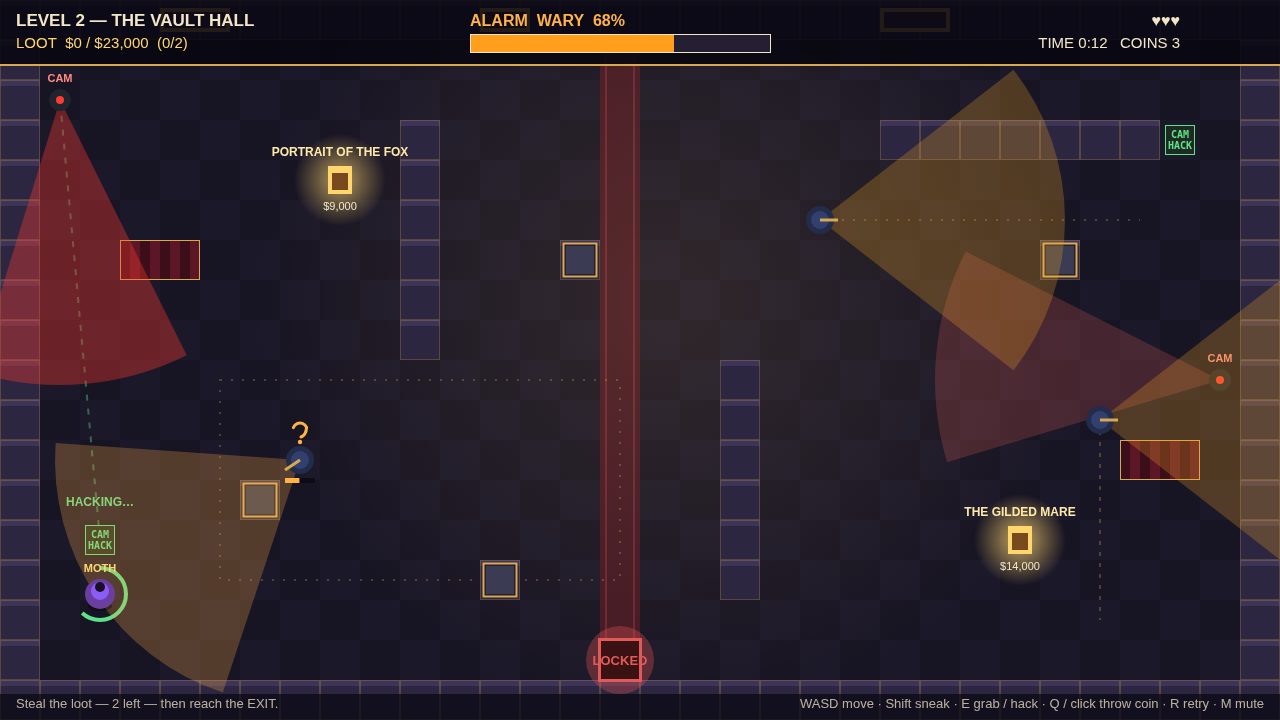 LEVEL 2 — THE VAULT HALL
LOOT $0 / $23,000 (0/2)
ALARM WARY 68%
♥♥♥
TIME 0:12 COINS 3
CAM
PORTRAIT OF THE FOX
$9,000
CAM
HACK
CAM
?
HACKING...
CAM
HACK
MOTH
THE GILDED MARE
$14,000
LOCKED
Steal the loot — 2 left — then reach the EXIT.
WASD move · Shift sneak · E grab / hack · Q / click throw coin · R retry · M mute